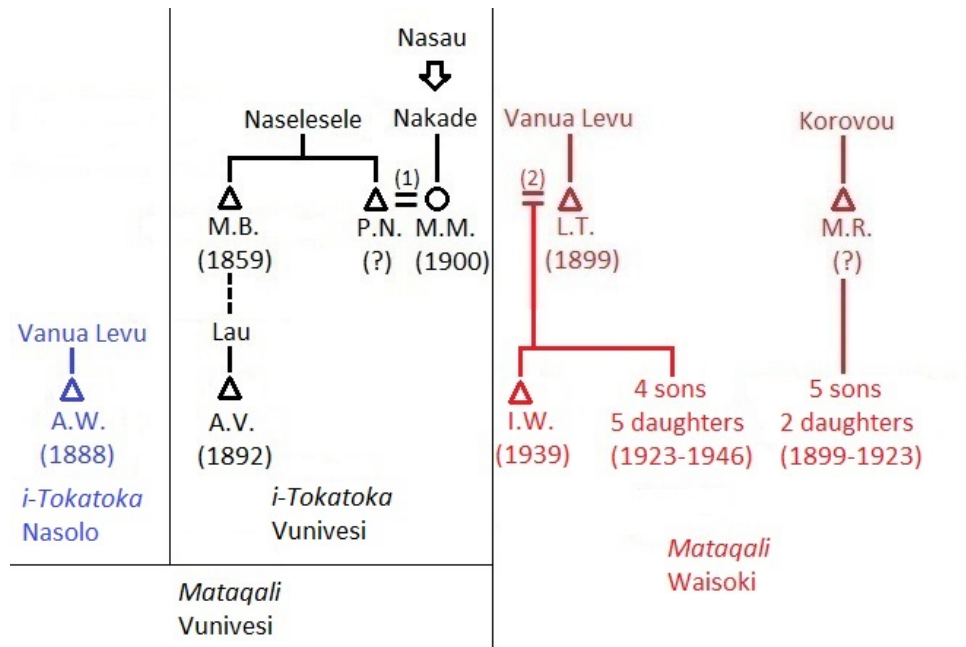 Nasau
Naselesele
Nakade
Vanua Levu
Korovou
(1)
(2)
M.B.
(1859)
P.N.
(?)
M.M.
(1900)
L.T.
(1899)
M.R.
(?)
Vanua Levu
Lau
A.W.
(1888)
A.V.
(1892)
I.W.
(1939)
4 sons
5 daughters
(1923-1946)
5 sons
2 daughters
(1899-1923)
i-Tokatoka
Nasolo
i-Tokatoka
Vunivesi
Mataqali
Waisoki
Mataqali
Vunivesi